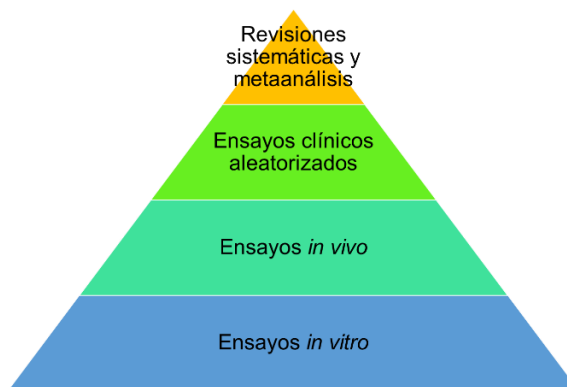 Revisiones
sistemáticas y
metaanálisis
Ensayos clínicos
aleatorizados
Ensayos in vivo
Ensayos in vitro